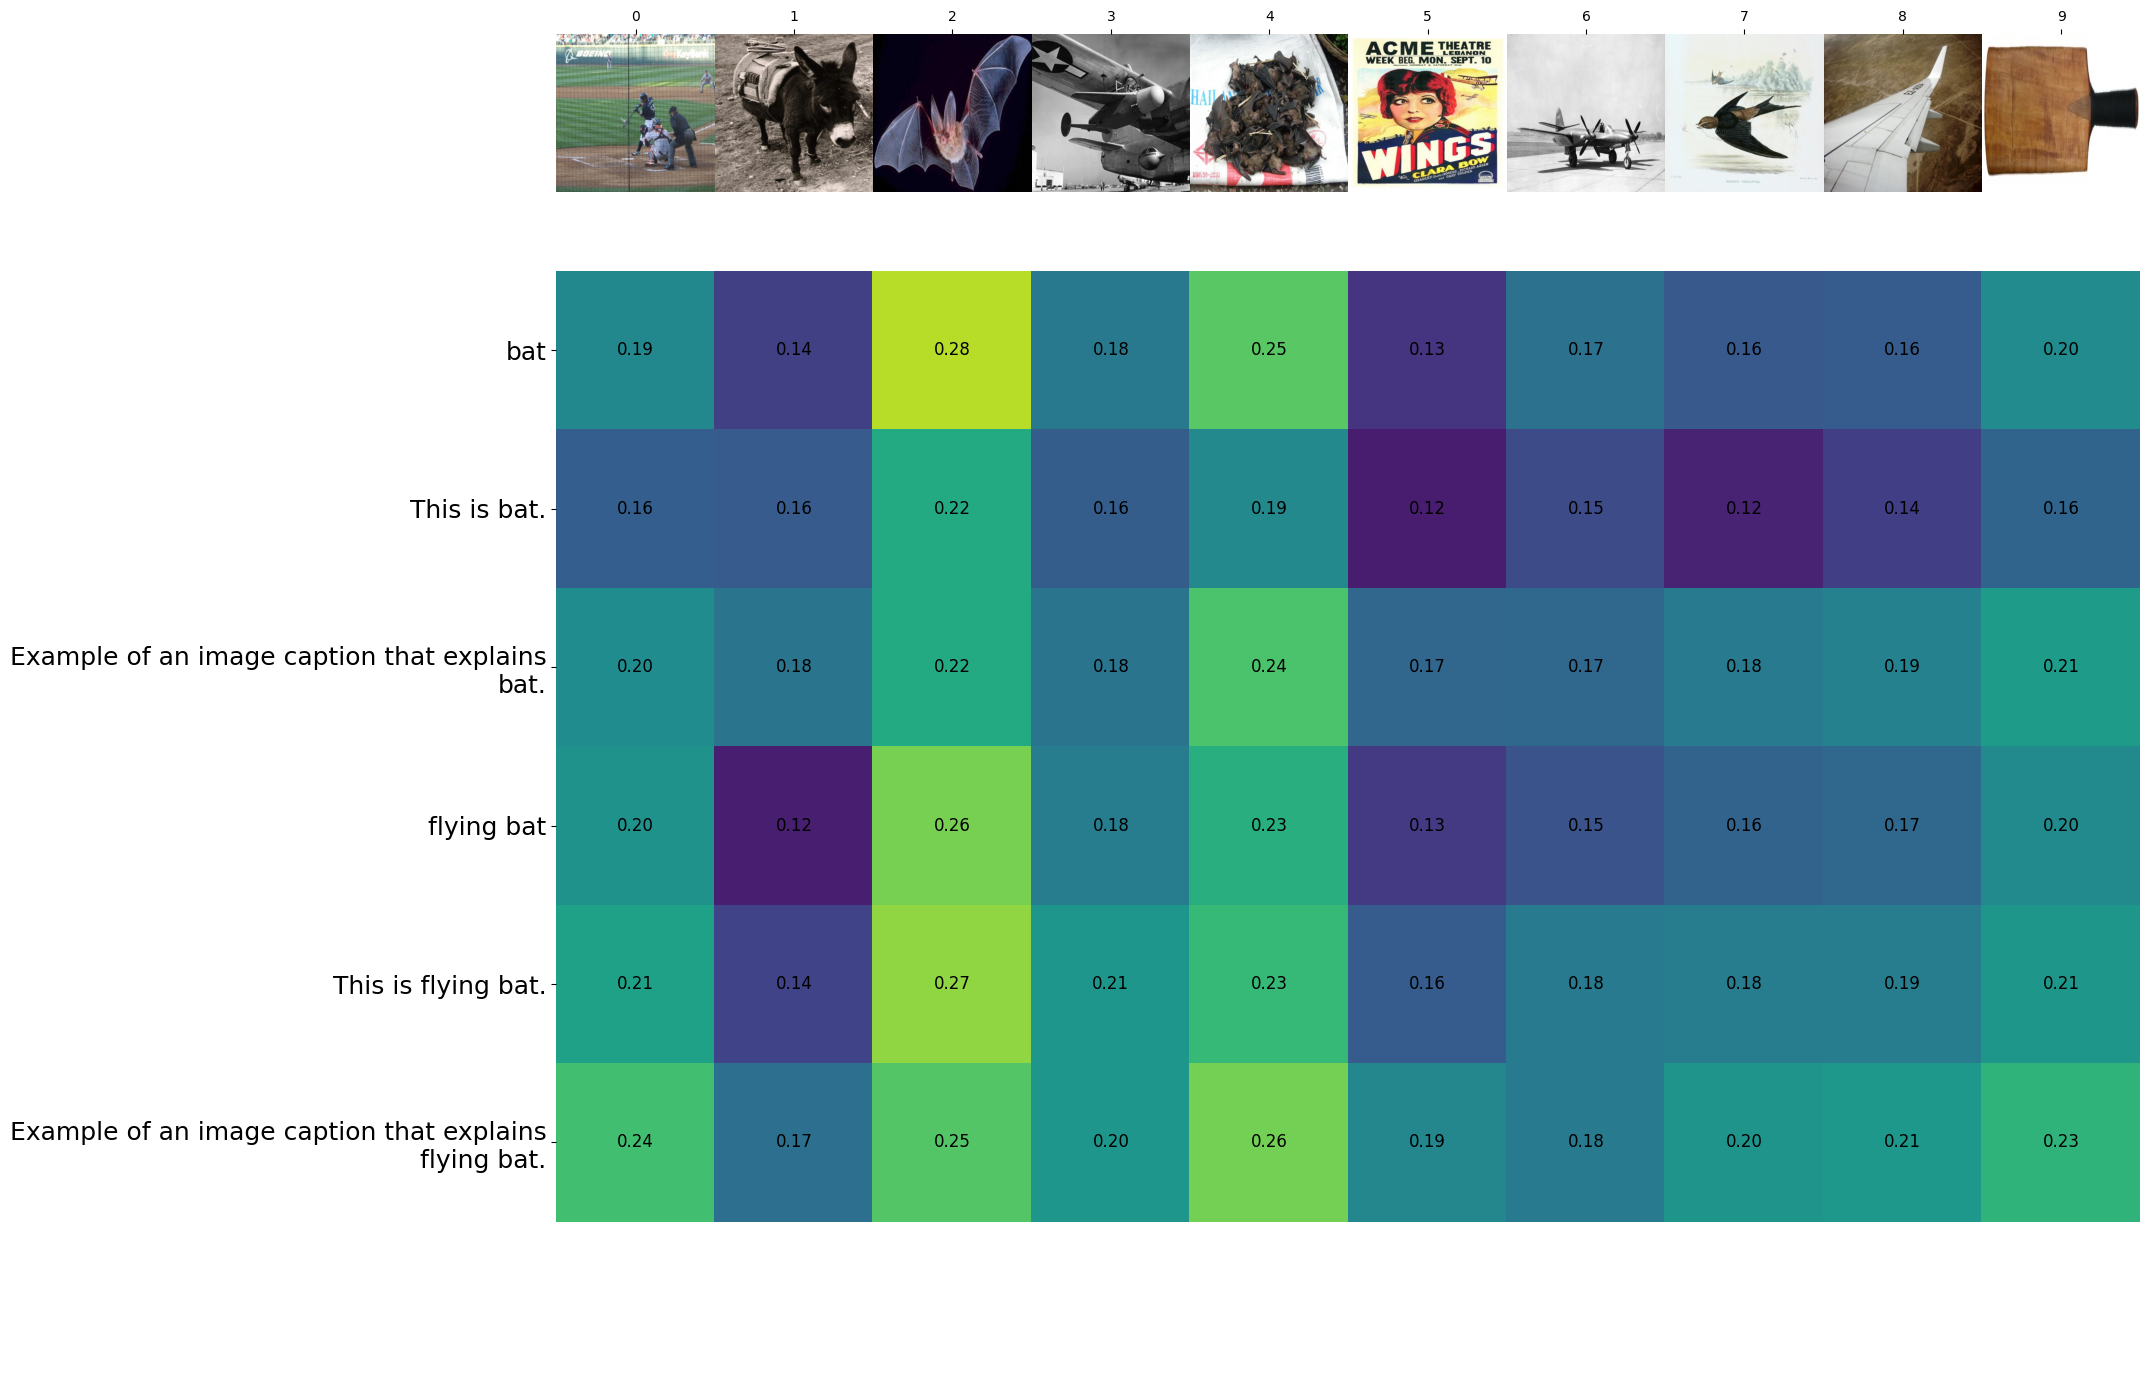 0 1 2 3 4 5 6 7 8 9
BOEING
HAI
ACME THEATRE
LEBANON
WEEK BEG. MON. SEPT. 10
WINGS
CLARA BOW
bat 0.19 0.14 0.28 0.18 0.25 0.13 0.17 0.16 0.16 0.20
This is bat. 0.16 0.16 0.22 0.16 0.19 0.12 0.15 0.12 0.14 0.16
Example of an image caption that explains
bat. 0.20 0.18 0.22 0.18 0.24 0.17 0.17 0.18 0.19 0.21
flying bat 0.20 0.12 0.26 0.18 0.23 0.13 0.15 0.16 0.17 0.20
This is flying bat. 0.21 0.14 0.27 0.21 0.23 0.16 0.18 0.18 0.19 0.21
Example of an image caption that explains
flying bat. 0.24 0.17 0.25 0.20 0.26 0.19 0.18 0.20 0.21 0.23